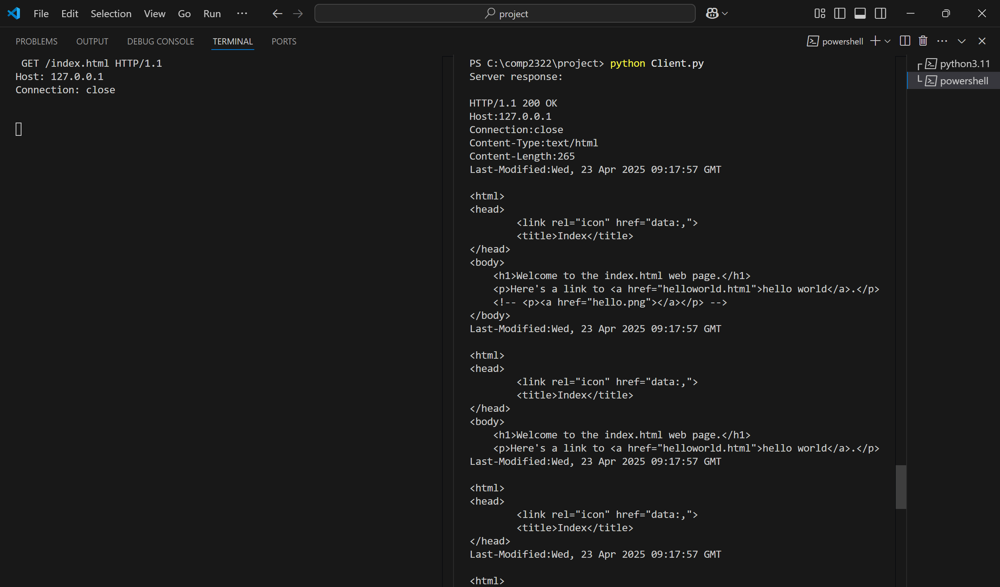 File Edit Selection View Go Run ··· project
PROBLEMS OUTPUT DEBUG CONSOLE TERMINAL PORTS powershell
GET /index.html HTTP/1.1
Host: 127.0.0.1
Connection: close
PS C:\comp2322\project> python Client.py
Server response:
HTTP/1.1 200 OK
Host:127.0.0.1
Connection:close
Content-Type:text/html
Content-Length:265
Last-Modified:Wed, 23 Apr 2025 09:17:57 GMT
<html>
<head>
<link rel="icon" href="data:,">
<title>Index</title>
</head>
<body>
<h1>Welcome to the index.html web page.</h1>
<p>Here's a link to <a href="helloworld.html">hello world</a>.</p>
<!-- <p><a href="hello.png"></a></p> -->
</body>
Last-Modified:Wed, 23 Apr 2025 09:17:57 GMT
<html>
<head>
<link rel="icon" href="data:,">
<title>Index</title>
</head>
<body>
<h1>Welcome to the index.html web page.</h1>
<p>Here's a link to <a href="helloworld.html">hello world</a>.</p>
Last-Modified:Wed, 23 Apr 2025 09:17:57 GMT
<html>
<head>
<link rel="icon" href="data:,">
<title>Index</title>
</head>
Last-Modified:Wed, 23 Apr 2025 09:17:57 GMT
<html>
python3.11
powershell